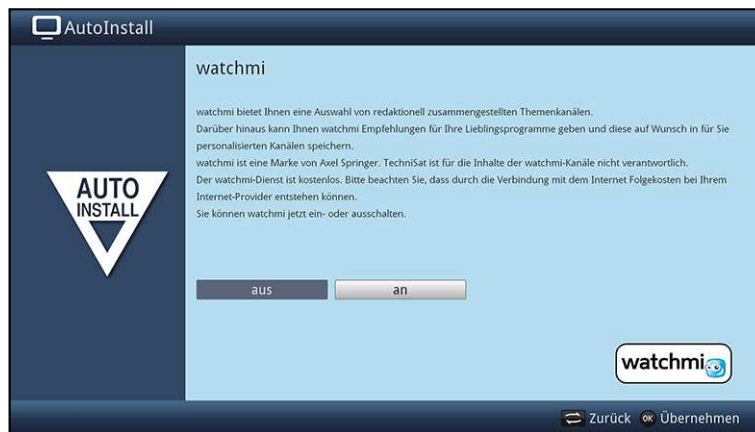 AutoInstall
watchmi
watchmi bietet Ihnen eine Auswahl von redaktionell zusammengestellten Themenkanälen.
Darüber hinaus kann Ihnen watchmi Empfehlungen für Ihre Lieblingsprogramme geben und diese auf Wunsch in für Sie
personalisierten Kanälen speichern.
watchmi ist eine Marke von Axel Springer. TechniSat ist für die Inhalte der watchmi-Kanäle nicht verantwortlich.
Der watchmi-Dienst ist kostenlos. Bitte beachten Sie, dass durch die Verbindung mit dem Internet Folgekosten bei Ihrem
Internet-Provider entstehen können.
Sie können watchmi jetzt ein- oder ausschalten.
AUTO
INSTALL
aus an
watchmi
Zurück OK Übernehmen